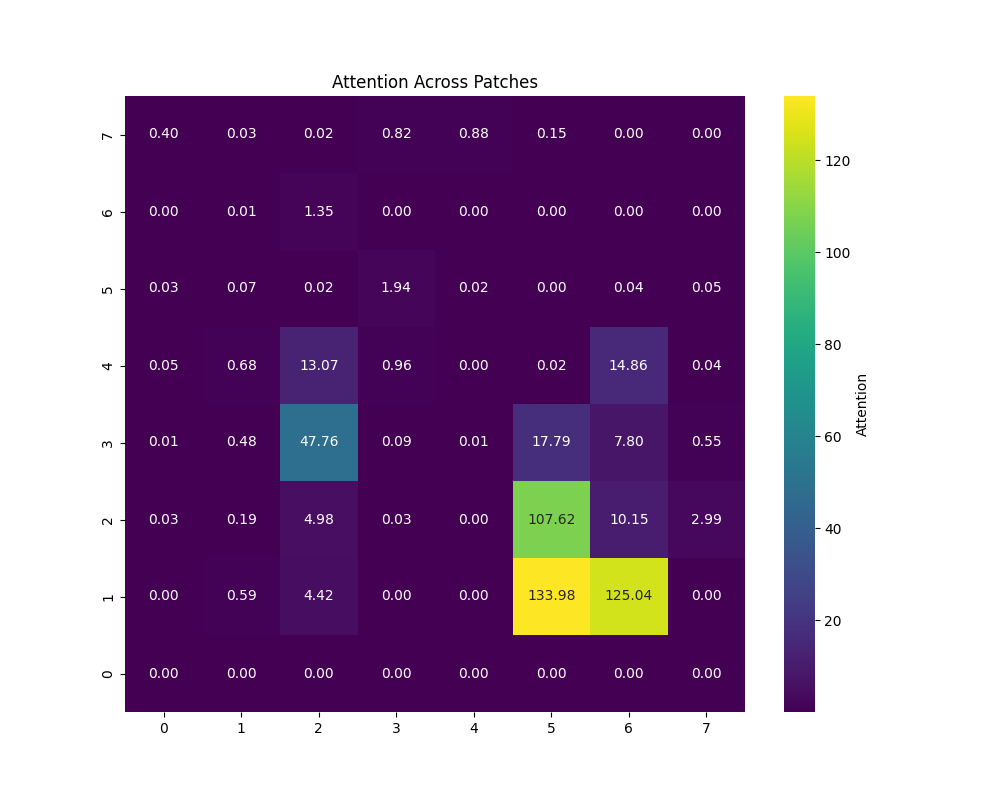 Attention Across Patches
7 0.40 0.03 0.02 0.82 0.88 0.15 0.00 0.00
6 0.00 0.01 1.35 0.00 0.00 0.00 0.00 0.00
5 0.03 0.07 0.02 1.94 0.02 0.00 0.04 0.05
4 0.05 0.68 13.07 0.96 0.00 0.02 14.86 0.04
3 0.01 0.48 47.76 0.09 0.01 17.79 7.80 0.55
2 0.03 0.19 4.98 0.03 0.00 107.62 10.15 2.99
1 0.00 0.59 4.42 0.00 0.00 133.98 125.04 0.00
0 0.00 0.00 0.00 0.00 0.00 0.00 0.00 0.00
0 1 2 3 4 5 6 7
120
100
80
60
40
20
Attention